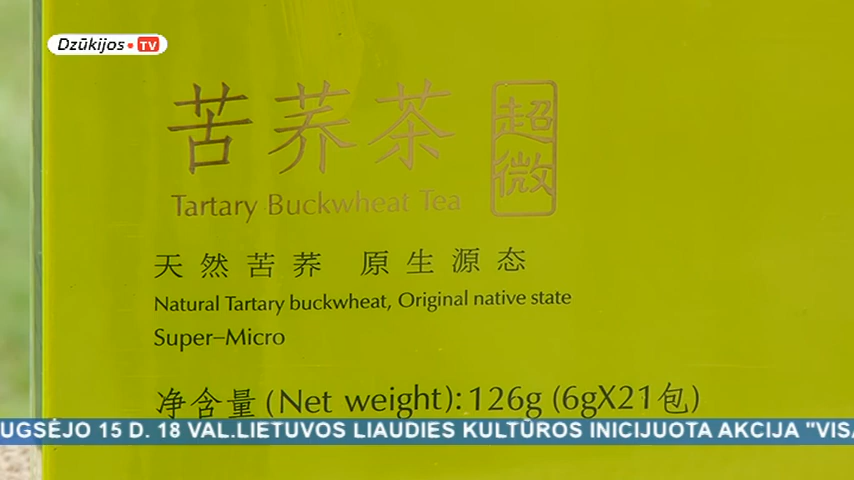 Dzūkijos TV
苦荞茶
超微
Tartary Buckwheat Tea
天然苦荞 原生源态
Natural Tartary buckwheat, Original native state
Super-Micro
净含量(Net weight): 126g (6gX21包)
UGSĖJO 15 D. 18 VAL.LIETUVOS LIAUDIES KULTŪROS INICIJUOTA AKCIJA "VISA